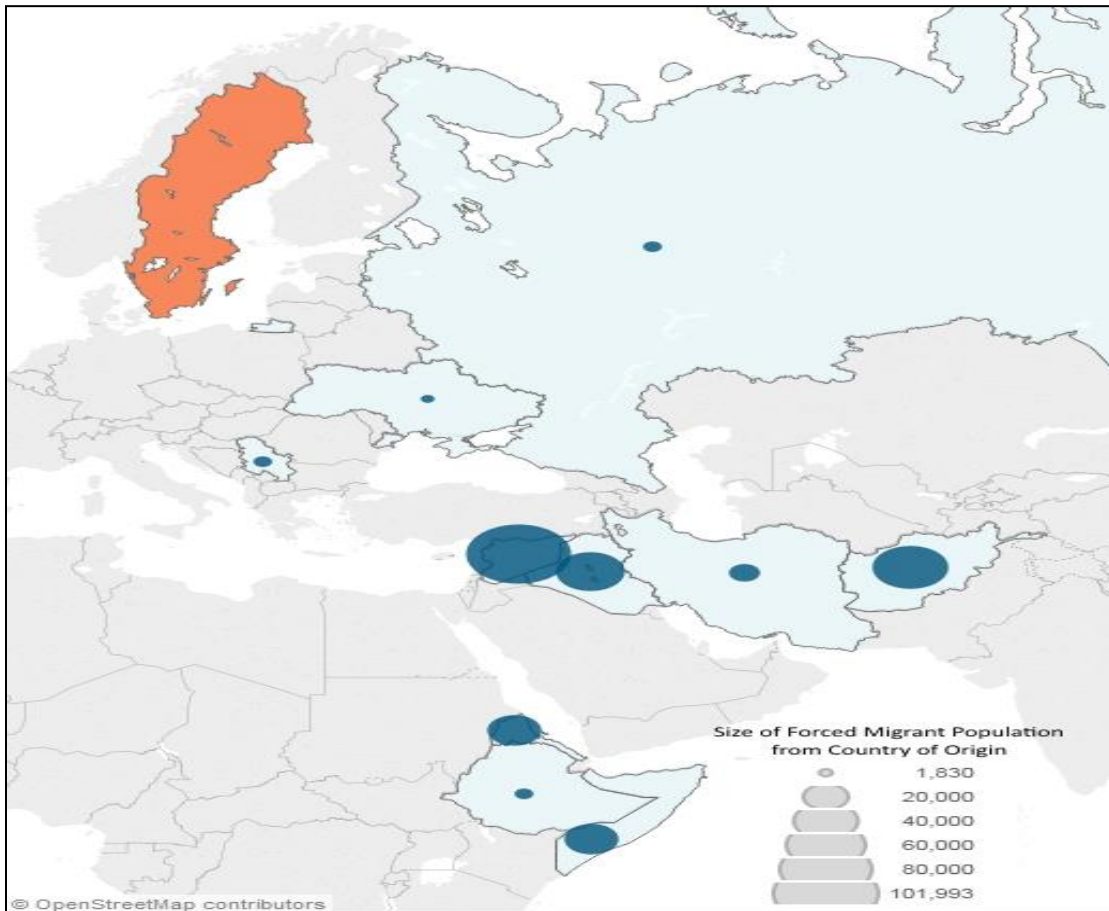 Size of Forced Migrant Population
from Country of Origin
1,830
20,000
40,000
60,000
80,000
101,993
© OpenStreetMap contributors